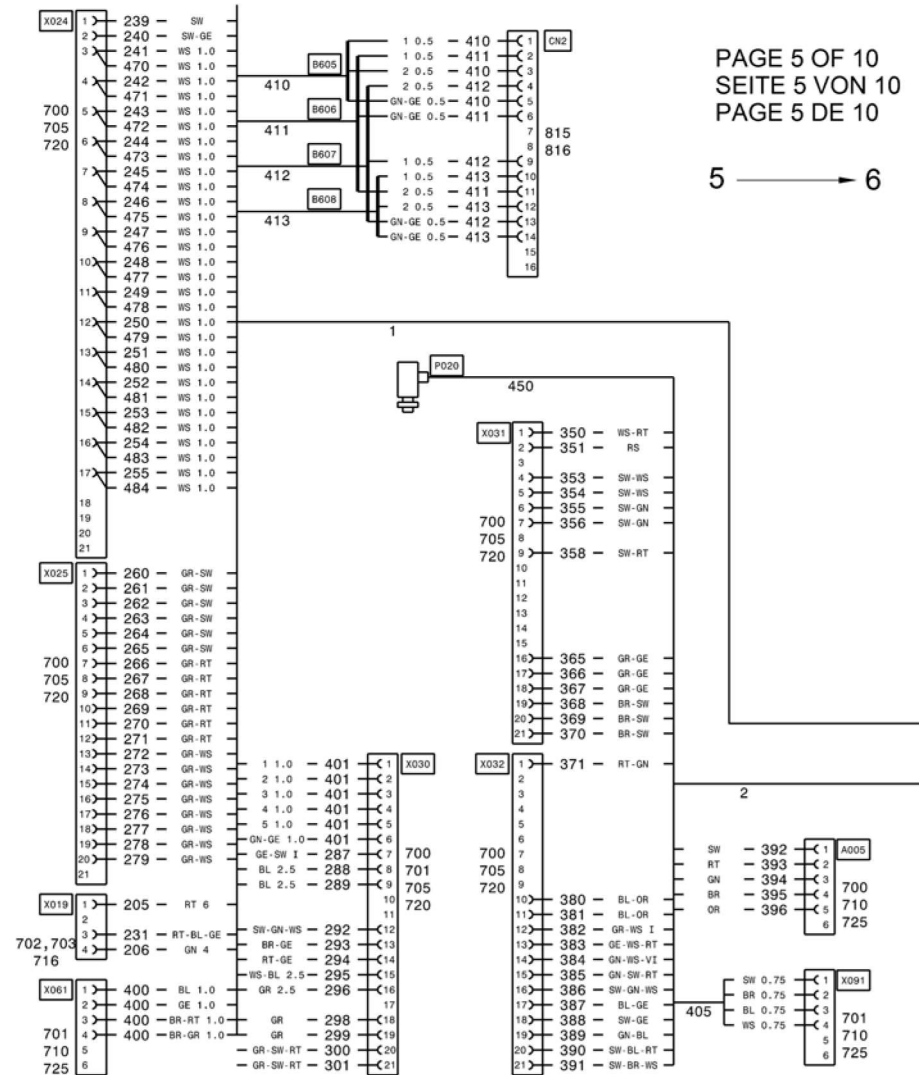 PAGE 5 OF 10
SEITE 5 VON 10
PAGE 5 DE 10
5 6
X024
700
705
720
1 239 SW
2 240 SW-GE
3 241 WS 1.0
470 WS 1.0
4 242 WS 1.0
471 WS 1.0
5 243 WS 1.0
472 WS 1.0
6 244 WS 1.0
473 WS 1.0
7 245 WS 1.0
474 WS 1.0
8 246 WS 1.0
475 WS 1.0
9 247 WS 1.0
476 WS 1.0
10 248 WS 1.0
477 WS 1.0
11 249 WS 1.0
478 WS 1.0
12 250 WS 1.0
479 WS 1.0
13 251 WS 1.0
480 WS 1.0
14 252 WS 1.0
481 WS 1.0
15 253 WS 1.0
482 WS 1.0
16 254 WS 1.0
483 WS 1.0
17 255 WS 1.0
484 WS 1.0
18
19
20
21
B605
410
B606
411
B607
412
B608
413
CN2
815
816
1 0.5 410 1
1 0.5 411 2
2 0.5 410 3
2 0.5 412 4
GN-GE 0.5 410 5
GN-GE 0.5 411 6
7
8
1 0.5 412 9
1 0.5 413 10
2 0.5 411 11
2 0.5 413 12
GN-GE 0.5 412 13
GN-GE 0.5 413 14
15
16
1
P020
450
X031
700
705
720
1 350 WS-RT
2 351 RS
3
4 353 SW-WS
5 354 SW-WS
6 355 SW-GN
7 356 SW-GN
8
9 358 SW-RT
10
11
12
13
14
15
16 365 GR-GE
17 366 GR-GE
18 367 GR-GE
19 368 BR-SW
20 369 BR-SW
21 370 BR-SW
X025
700
705
720
1 260 GR-SW
2 261 GR-SW
3 262 GR-SW
4 263 GR-SW
5 264 GR-SW
6 265 GR-SW
7 266 GR-RT
8 267 GR-RT
9 268 GR-RT
10 269 GR-RT
11 270 GR-RT
12 271 GR-RT
13 272 GR-WS
14 273 GR-WS
15 274 GR-WS
16 275 GR-WS
17 276 GR-WS
18 277 GR-WS
19 278 GR-WS
20 279 GR-WS
21
X030
700
701
705
720
1 1.0 401 1
2 1.0 401 2
3 1.0 401 3
4 1.0 401 4
5 1.0 401 5
GN-GE 1.0 401 6
GE-SW I 287 7
BL 2.5 288 8
BL 2.5 289 9
10
11
SW-GN-WS 292 12
BR-GE 293 13
RT-GE 294 14
WS-BL 2.5 295 15
GR 2.5 296 16
17
GR 298 18
GR 299 19
GR-SW-RT 300 20
GR-SW-RT 301 21
X032
700
705
720
1 371 RT-GN
2
3
4
5
6
7
8
9
10 380 BL-OR
11 381 BL-OR
12 382 GR-WS I
13 383 GE-WS-RT
14 384 GN-WS-VI
15 385 GN-SW-RT
16 386 SW-GN-WS
17 387 BL-GE
18 388 SW-GE
19 389 GN-BL
20 390 SW-BL-RT
21 391 SW-BR-WS
2
X019
702,703
716
1 205 RT 6
2
3 231 RT-BL-GE
4 206 GN 4
X061
701
710
725
1 400 BL 1.0
2 400 GE 1.0
3 400 BR-RT 1.0
4 400 BR-GR 1.0
5
6
A005
700
710
725
SW 392 1
RT 393 2
GN 394 3
BR 395 4
OR 396 5
6
405
X091
701
710
725
SW 0.75 1
BR 0.75 2
BL 0.75 3
WS 0.75 4
5
6